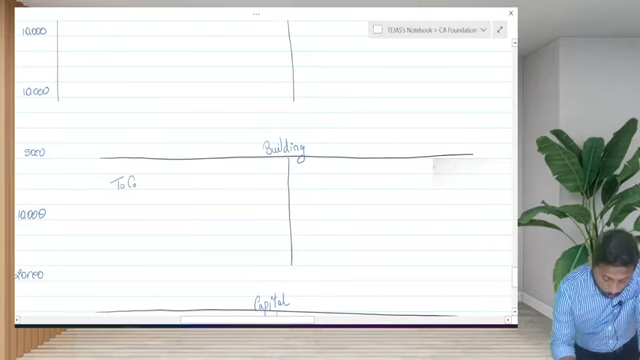 10,000
TEJAS's Notebook > CA Foundation
10,000
5000
Building
To Ca
10,000
20,000
Capital